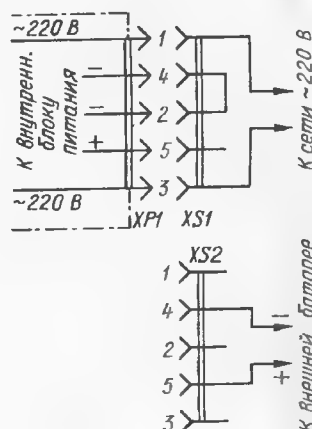 ~220 В
К внутренн.
блоку
питания
−
−
+
~220 В
1
4
2
5
3
XP1 XS1
К сети ~220 В
XS2
1
4
2
5
3
−
+
К внешней батарее